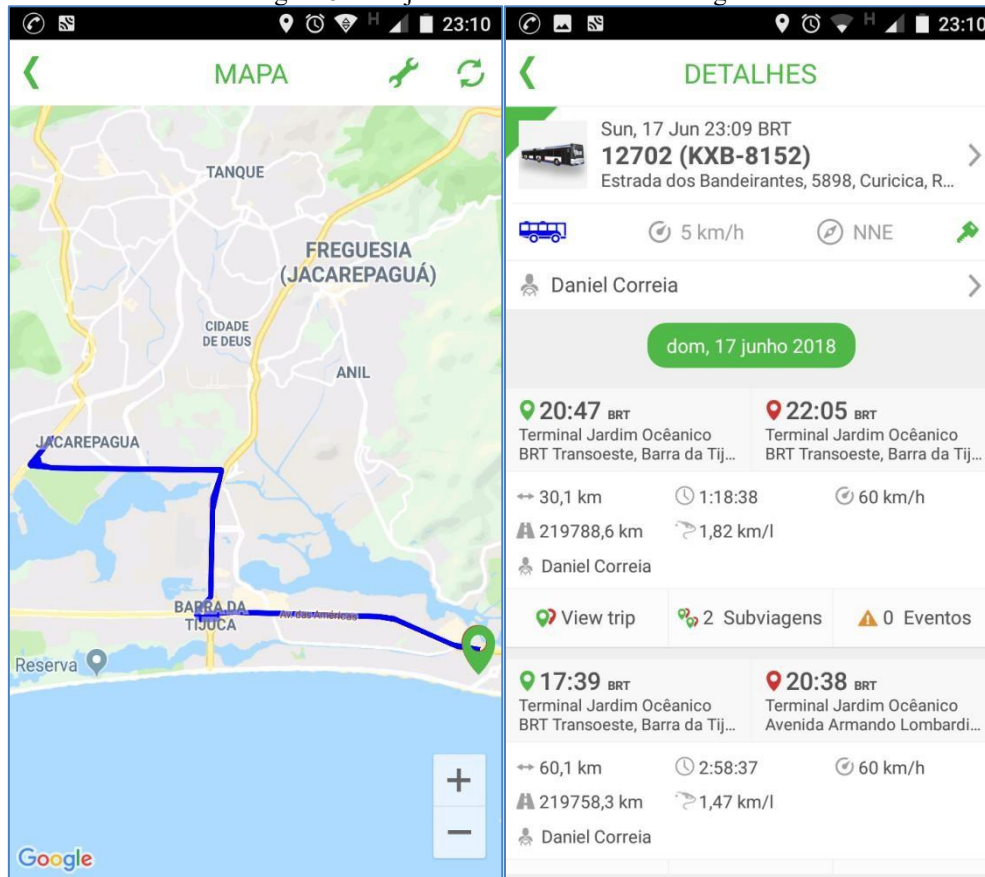 23:10
MAPA
TANQUE
FREGUESIA
(JACAREPAGUÁ)
CIDADE
DE DEUS
ANIL
JACAREPAGUA
BARRA DA
TIJUCA
Av. das Américas
Reserva
+
−
Google
H
23:10
DETALHES
Sun, 17 Jun 23:09 BRT
12702 (KXB-8152)
Estrada dos Bandeirantes, 5898, Curicica, R...
5 km/h NNE
Daniel Correia
dom, 17 junho 2018
20:47 BRT 22:05 BRT
Terminal Jardim Ocêanico Terminal Jardim Ocêanico
BRT Transoeste, Barra da Tij... BRT Transoeste, Barra da Tij...
30,1 km 1:18:38 60 km/h
219788,6 km 1,82 km/l
Daniel Correia
View trip 2 Subviagens 0 Eventos
17:39 BRT 20:38 BRT
Terminal Jardim Ocêanico Terminal Jardim Ocêanico
BRT Transoeste, Barra da Tij... Avenida Armando Lombardi...
60,1 km 2:58:37 60 km/h
219758,3 km 1,47 km/l
Daniel Correia